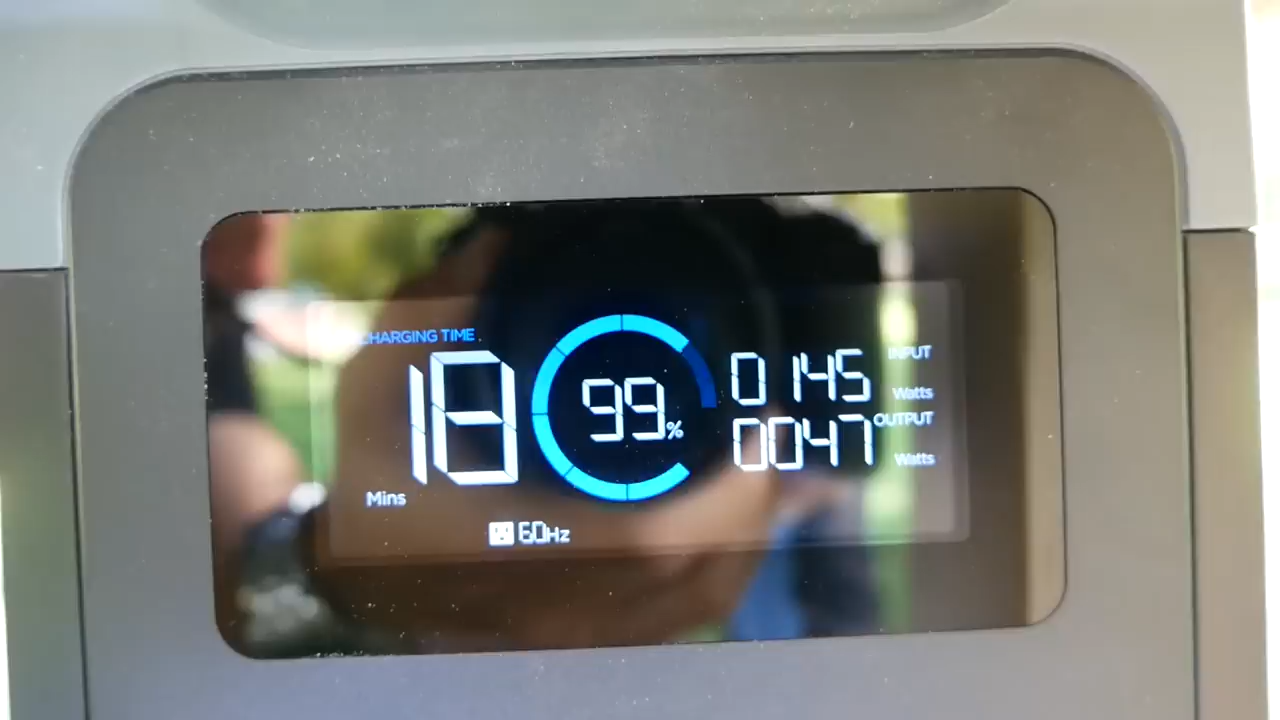 CHARGING TIME
18
Mins
99%
0145 INPUT Watts
0047 OUTPUT Watts
60Hz